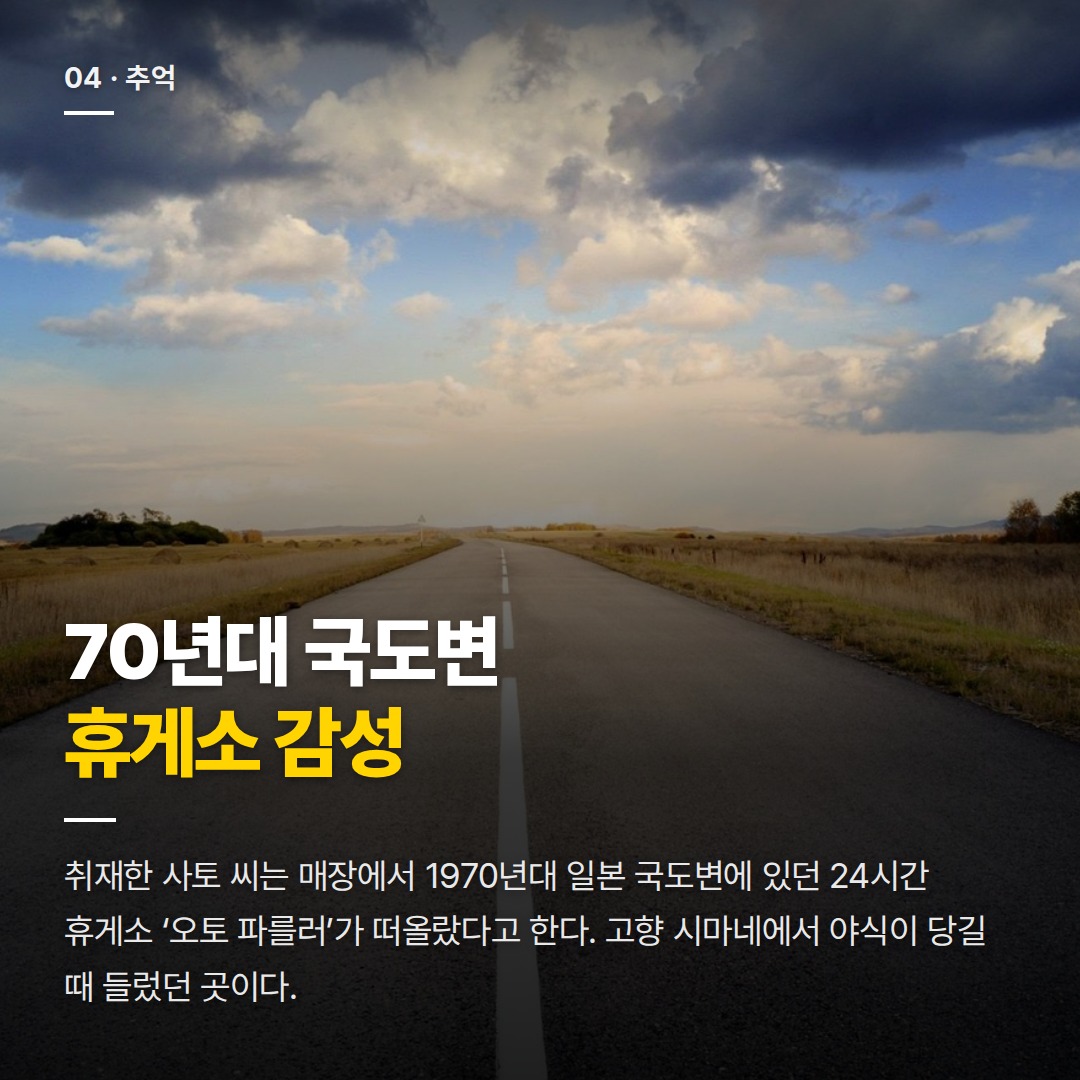 04 · 추억
70년대 국도변
휴게소 감성
취재한 사토 씨는 매장에서 1970년대 일본 국도변에 있던 24시간
휴게소 ‘오토 파를러’가 떠올랐다고 한다. 고향 시마네에서 야식이 당길
때 들렀던 곳이다.